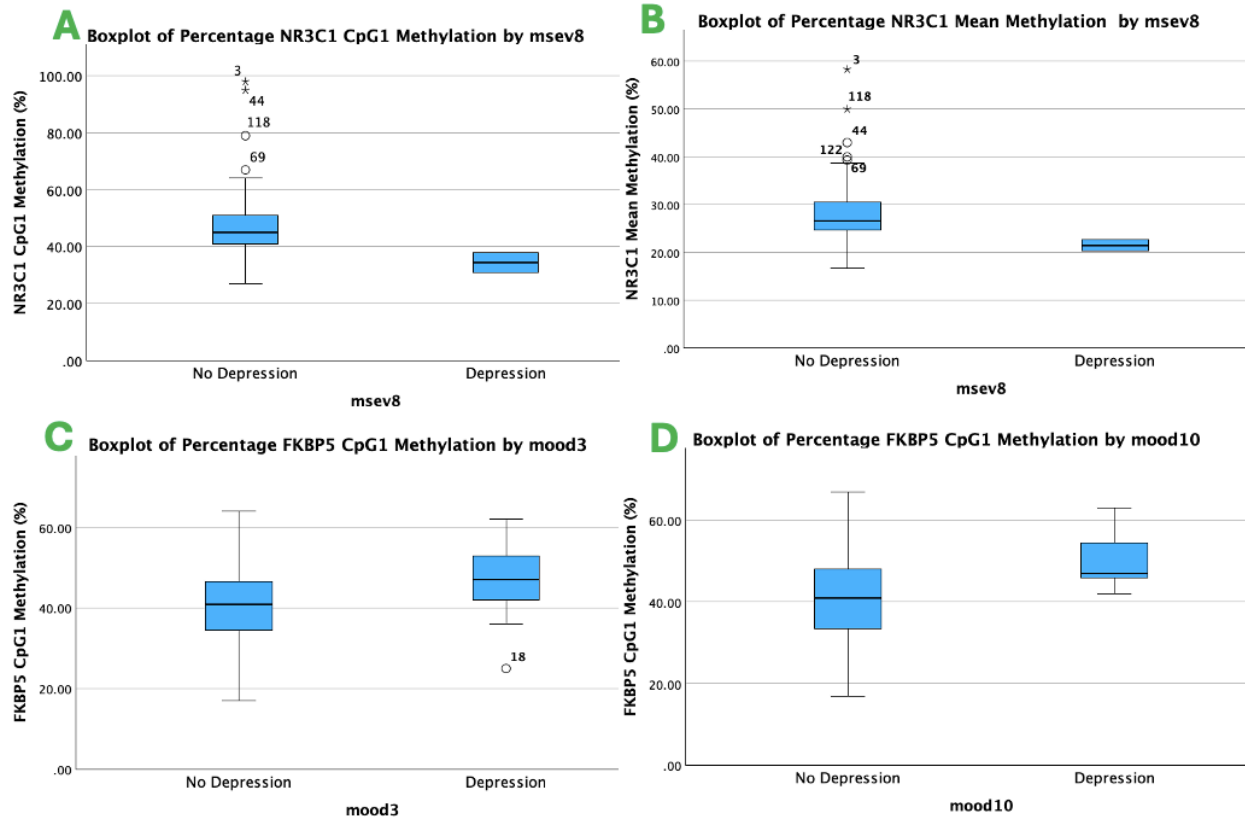 A
Boxplot of Percentage NR3C1 CpG1 Methylation by msev8
NR3C1 CpG1 Methylation (%)
100.00
80.00
60.00
40.00
20.00
.00
3
44
118
69
No Depression
Depression
msev8
B
Boxplot of Percentage NR3C1 Mean Methylation by msev8
NR3C1 Mean Methylation (%)
60.00
50.00
40.00
30.00
20.00
10.00
.00
3
118
44
122
69
No Depression
Depression
msev8
C
Boxplot of Percentage FKBP5 CpG1 Methylation by mood3
FKBP5 CpG1 Methylation (%)
60.00
40.00
20.00
.00
18
No Depression
Depression
mood3
D
Boxplot of Percentage FKBP5 CpG1 Methylation by mood10
FKBP5 CpG1 Methylation (%)
60.00
40.00
20.00
.00
No Depression
Depression
mood10